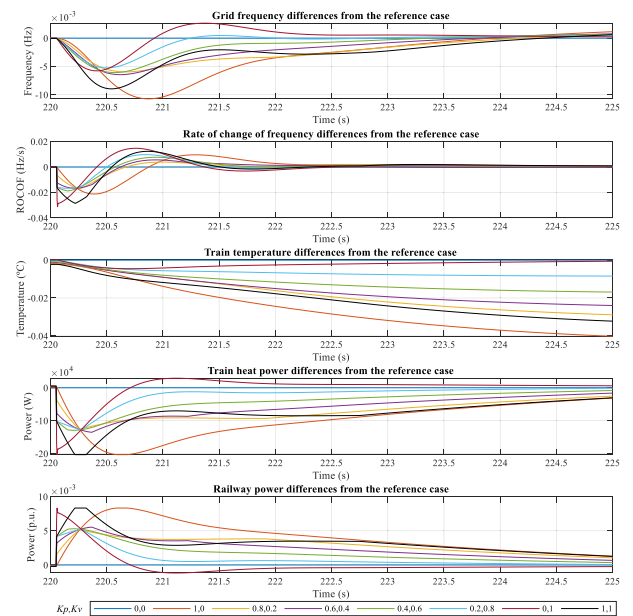 Grid frequency differences from the reference case
×10⁻³
0
-5
-10
Frequency (Hz)
220 220.5 221 221.5 222 222.5 223 223.5 224 224.5 225
Time (s)
Rate of change of frequency differences from the reference case
0.02
0
-0.02
-0.04
ROCOF (Hz/s)
220 220.5 221 221.5 222 222.5 223 223.5 224 224.5 225
Time (s)
Train temperature differences from the reference case
0
-0.02
-0.04
Temperature (ºC)
220 220.5 221 221.5 222 222.5 223 223.5 224 224.5 225
Time (s)
Train heat power differences from the reference case
×10⁴
0
-10
-20
Power (W)
220 220.5 221 221.5 222 222.5 223 223.5 224 224.5 225
Time (s)
Railway power differences from the reference case
×10⁻³
10
5
0
Power (p.u.)
220 220.5 221 221.5 222 222.5 223 223.5 224 224.5 225
Time (s)
Kp,Kv 0,0 1,0 0.8,0.2 0.6,0.4 0.4,0.6 0.2,0.8 0,1 1,1